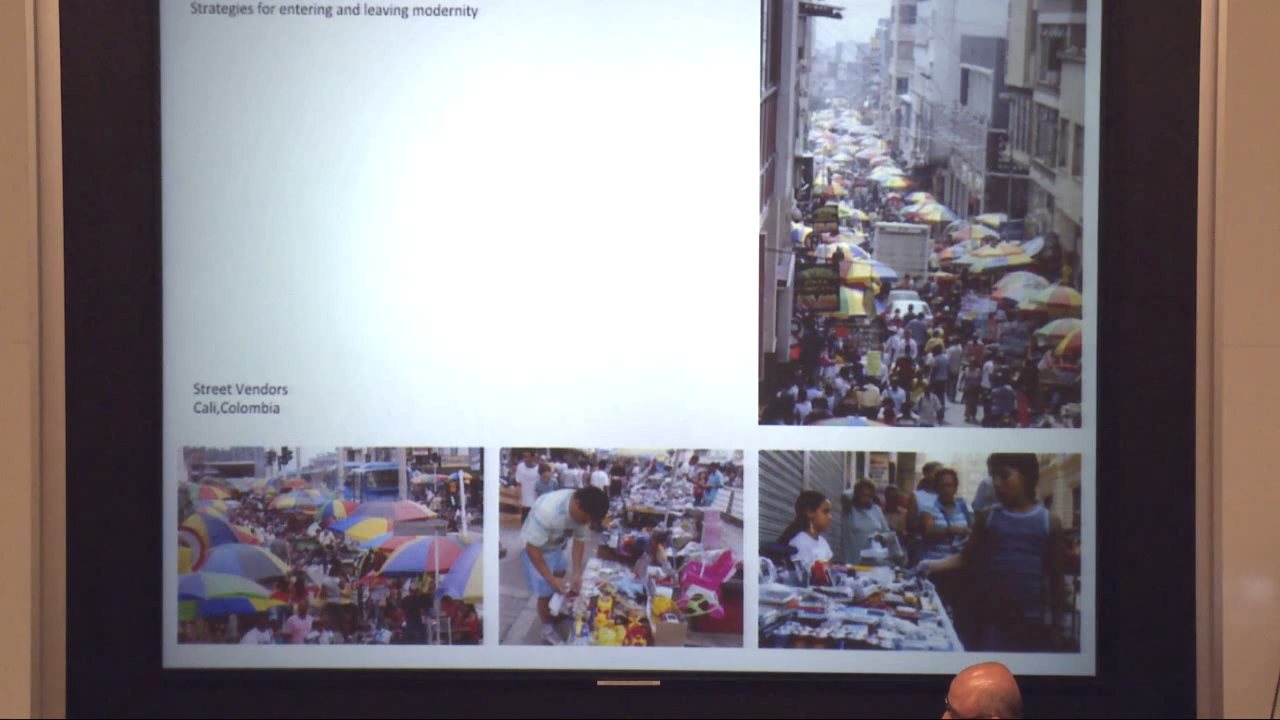 Strategies for entering and leaving modernity
Street Vendors
Cali,Colombia